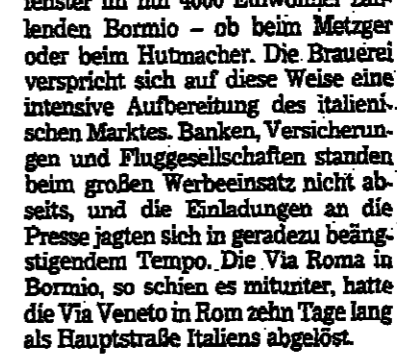 lenden Bormio – ob beim Metzger
oder beim Hutmacher. Die Brauerei
verspricht sich auf diese Weise eine
intensive Aufbereitung des italieni-
schen Marktes. Banken, Versicherun-
gen und Fluggesellschaften standen
beim großen Werbeeinsatz nicht ab-
seits, und die Einladungen an die
Presse jagten sich in geradezu beäng-
stigendem Tempo. Die Via Roma in
Bormio, so schien es mitunter, hatte
die Via Veneto in Rom zehn Tage lang
als Hauptstraße Italiens abgelöst.